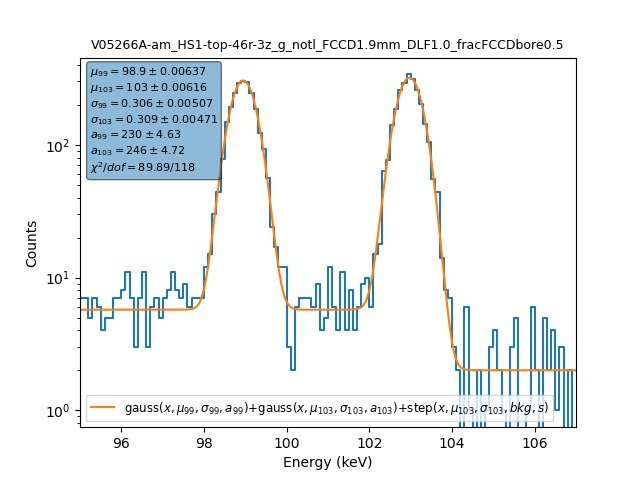 V05266A-am_HS1-top-46r-3z_g_notl_FCCD1.9mm_DLF1.0_fracFCCDbore0.5
μ99 = 98.9 ± 0.00637
μ103 = 103 ± 0.00616
σ99 = 0.306 ± 0.00507
σ103 = 0.309 ± 0.00471
a99 = 230 ± 4.63
a103 = 246 ± 4.72
χ²/dof = 89.89/118
Counts
10²
10¹
10⁰
gauss(x, μ99, σ99, a99)+gauss(x, μ103, σ103, a103)+step(x, μ103, σ103, bkg, s)
96 98 100 102 104 106
Energy (keV)